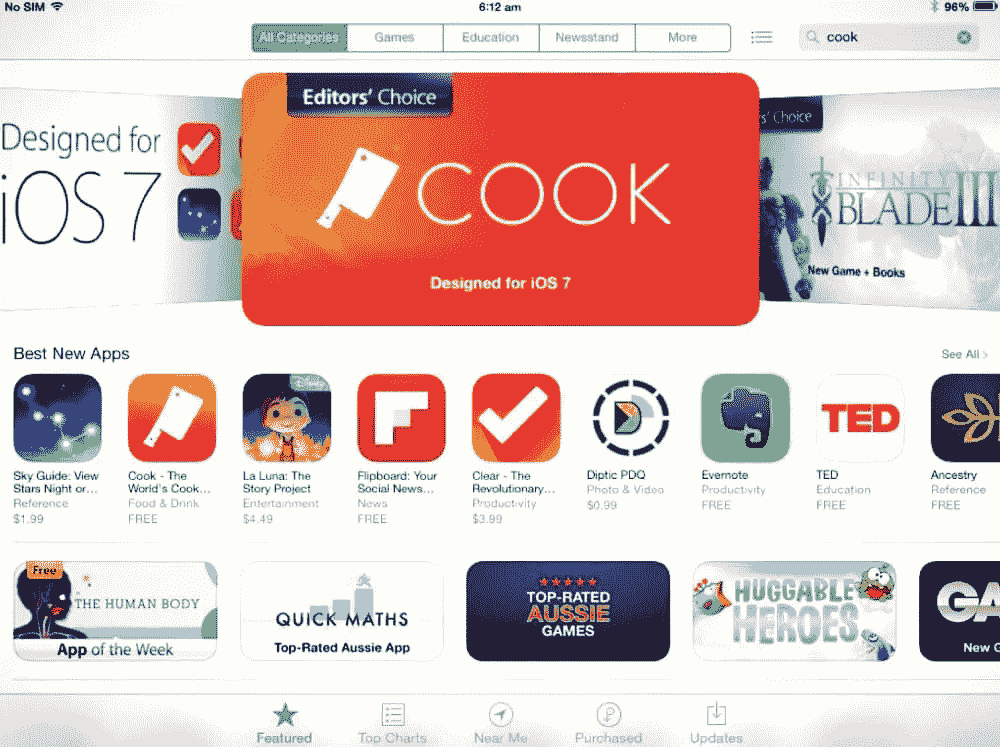 No SIM
6:12 am
96%
All Categories
Games
Education
Newsstand
More
cook
Designed for
iOS 7
Editors' Choice
COOK
Designed for iOS 7
s' Choice
INFINITY
BLADE III
New Game + Books
Best New Apps
See All >
Sky Guide: View
Stars Night or...
Reference
$1.99
Cook - The
World's Cook...
Food & Drink
FREE
Disney
La Luna: The
Story Project
Entertainment
$4.49
Flipboard: Your
Social News...
News
FREE
Clear - The
Revolutionary...
Productivity
$3.99
Diptic PDQ
Photo & Video
$0.99
Evernote
Productivity
FREE
TED
TED
Education
FREE
Ancestry
Reference
FREE
Free
THE HUMAN BODY
App of the Week
QUICK MATHS
Top-Rated Aussie App
TOP-RATED
AUSSIE
GAMES
HUGGABLE
HEROES
GA
New G
Featured
Top Charts
Near Me
Purchased
Updates